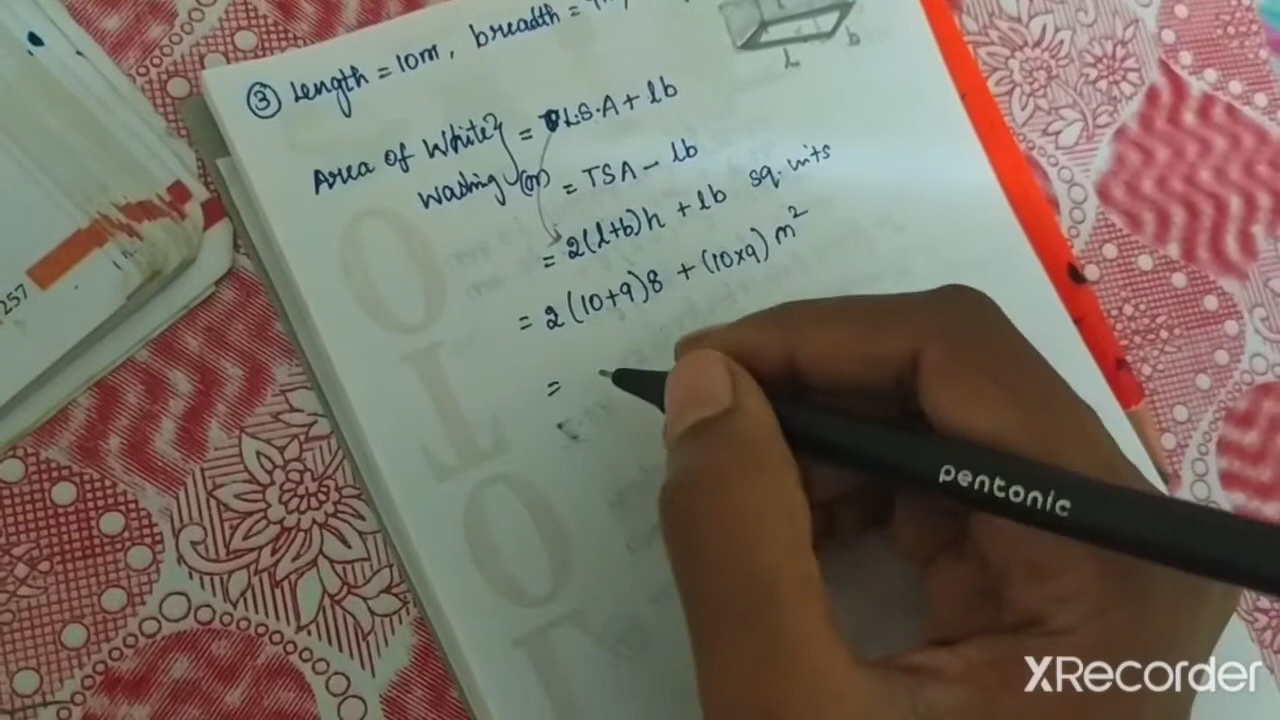 ③ Length = 10m, breadth =
Area of White = L.S.A + lb
Washing (or) = TSA - lb
= 2(l+b)h + lb sq. units
= 2(10+9)8 + (10×9) m²
=
L
b
257
pentonic
XRecorder